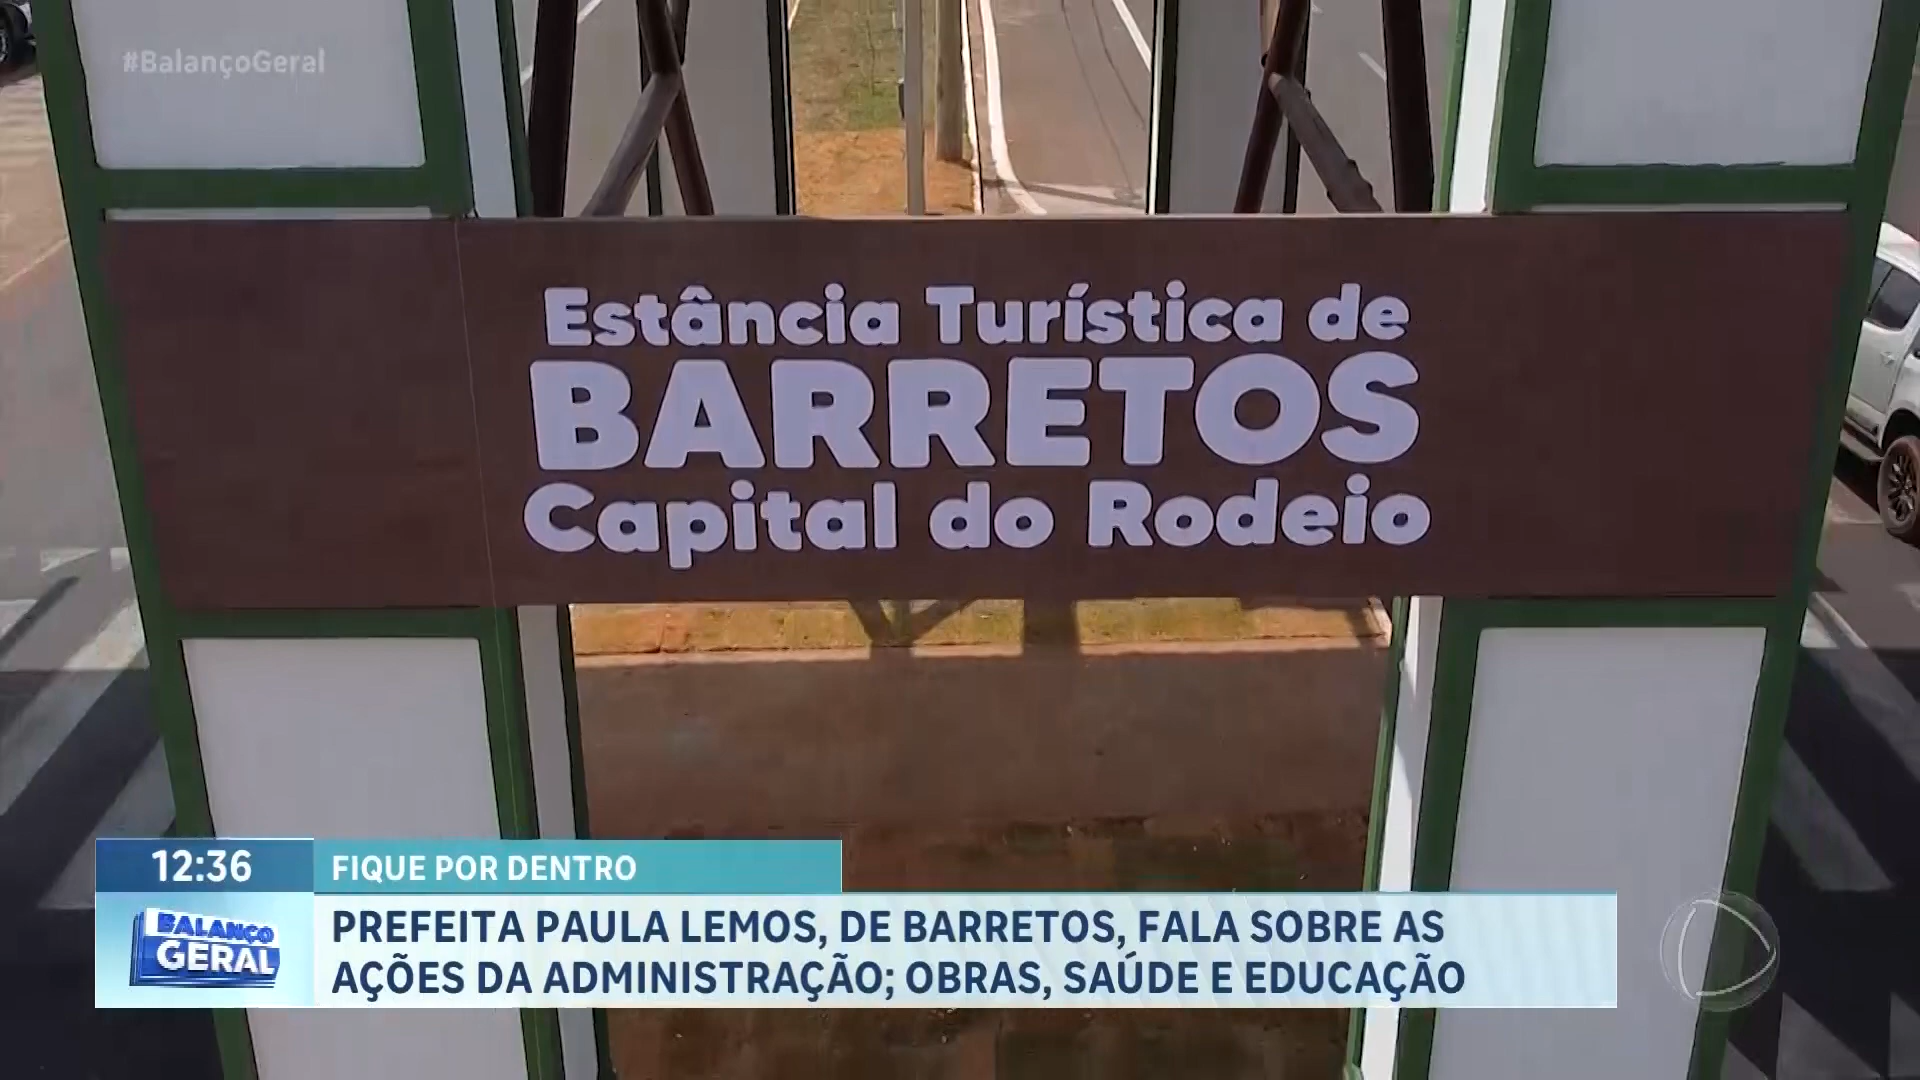 #BalançoGeral
Estância Turística de
BARRETOS
Capital do Rodeio
12:36
FIQUE POR DENTRO
BALANÇO
GERAL
PREFEITA PAULA LEMOS, DE BARRETOS, FALA SOBRE AS
AÇÕES DA ADMINISTRAÇÃO; OBRAS, SAÚDE E EDUCAÇÃO